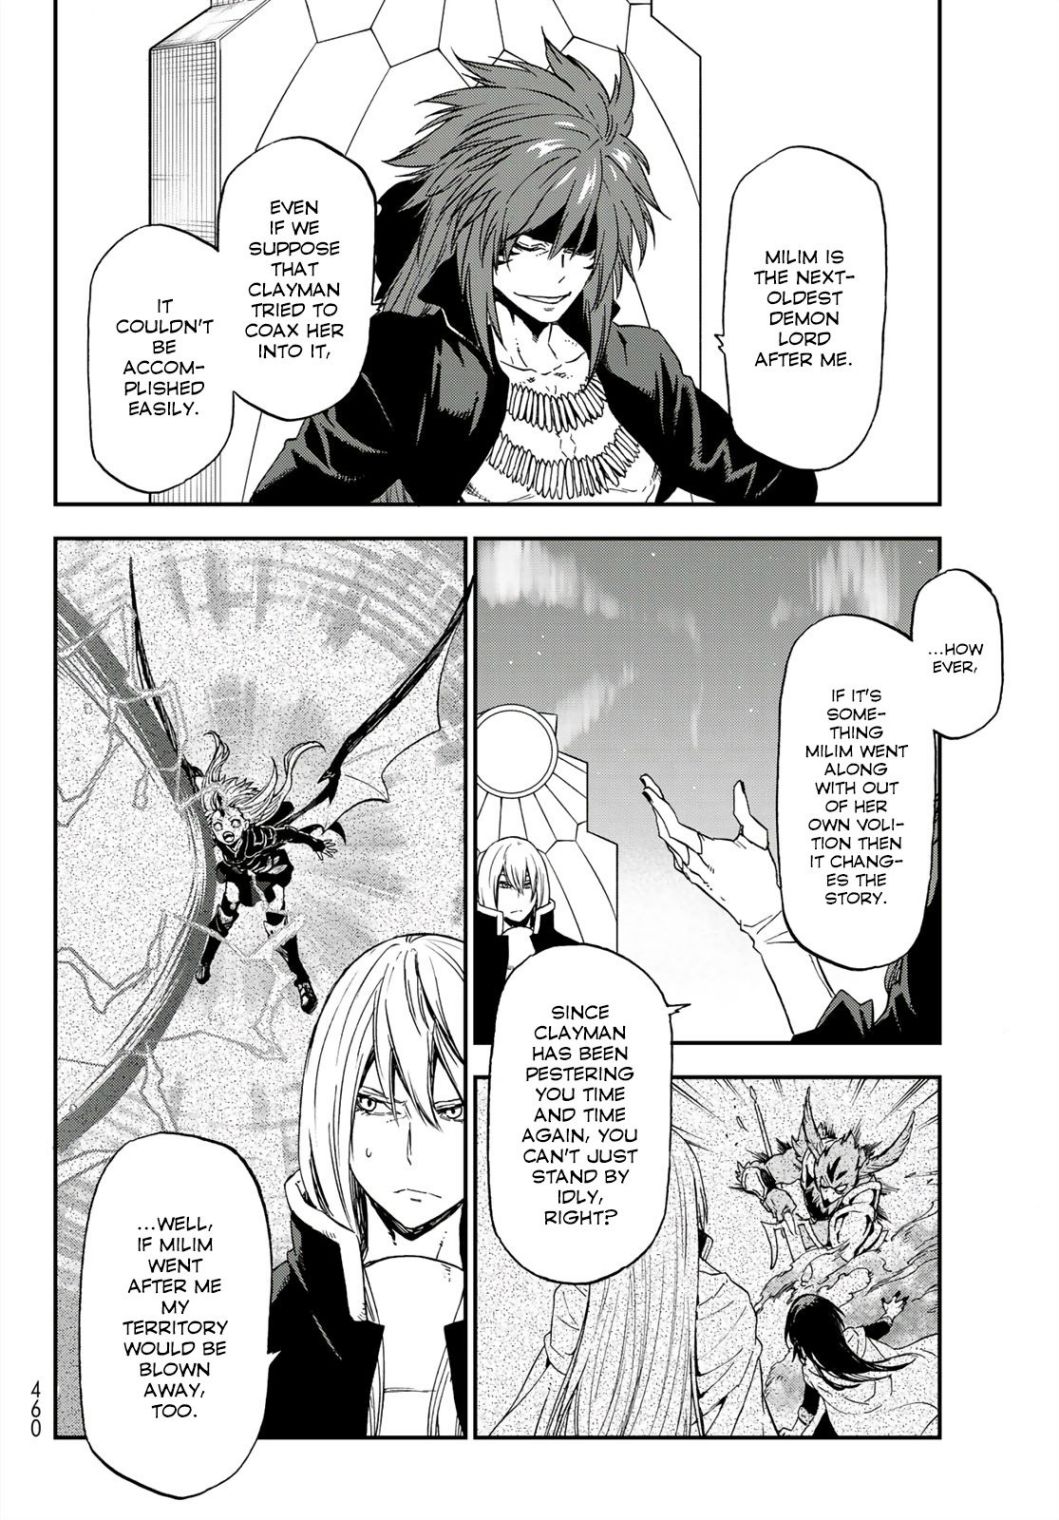 MILIM IS
THE NEXT-
OLDEST
DEMON
LORD
AFTER ME.
EVEN
IF WE
SUPPOSE
THAT
CLAYMAN
TRIED TO
COAX HER
INTO IT,
IT
COULDN'T
BE
ACCOM-
PLISHED
EASILY.
...HOW
EVER,
IF IT'S
SOME-
THING
MILIM WENT
ALONG
WITH OUT
OF HER
OWN VOLI-
TION THEN
IT CHANG-
ES THE
STORY.
SINCE
CLAYMAN
HAS BEEN
PESTERING
YOU TIME
AND TIME
AGAIN, YOU
CAN'T JUST
STAND BY
IDLY,
RIGHT?
...WELL,
IF MILIM
WENT
AFTER ME
MY
TERRITORY
WOULD BE
BLOWN
AWAY,
TOO.
460